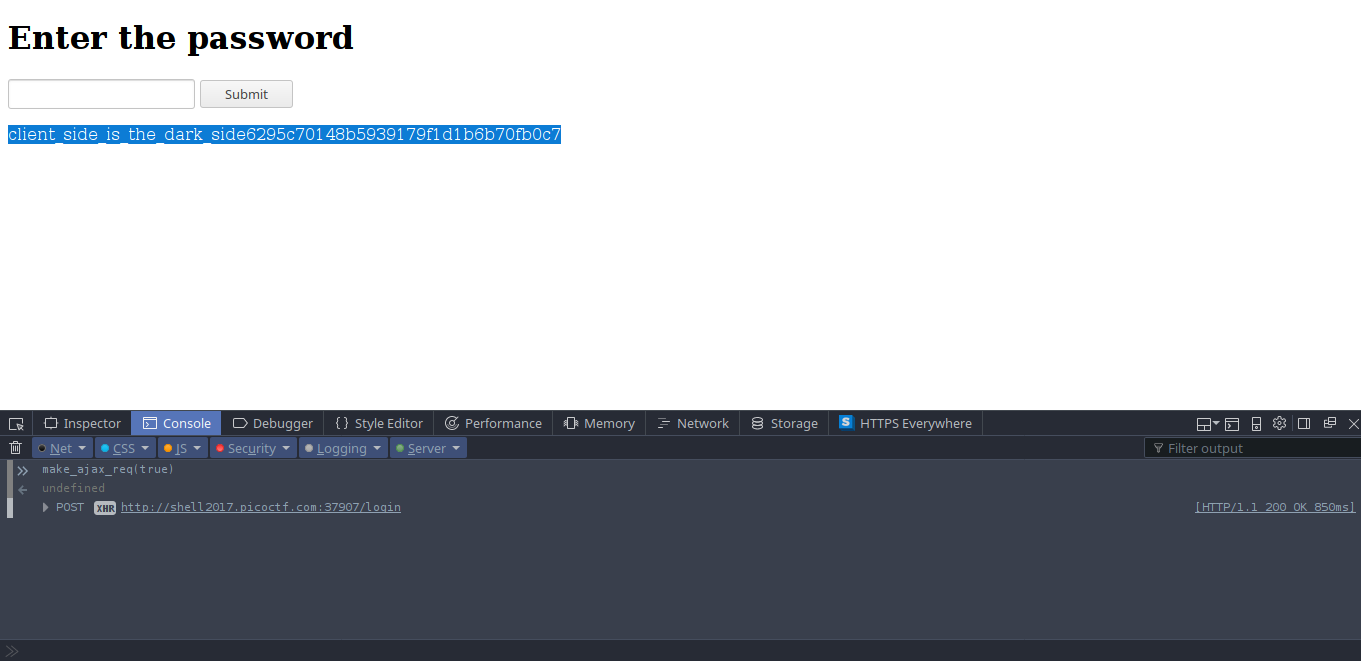 Enter the password
Submit
client_side_is_the_dark_side6295c70148b5939179f1d1b6b70fb0c7
Inspector Console Debugger { } Style Editor Performance Memory Network Storage S HTTPS Everywhere
Net CSS JS Security Logging Server Filter output
make_ajax_req(true)
undefined
POST XHR http://shell2017.picoctf.com:37907/login [HTTP/1.1 200 OK 850ms]